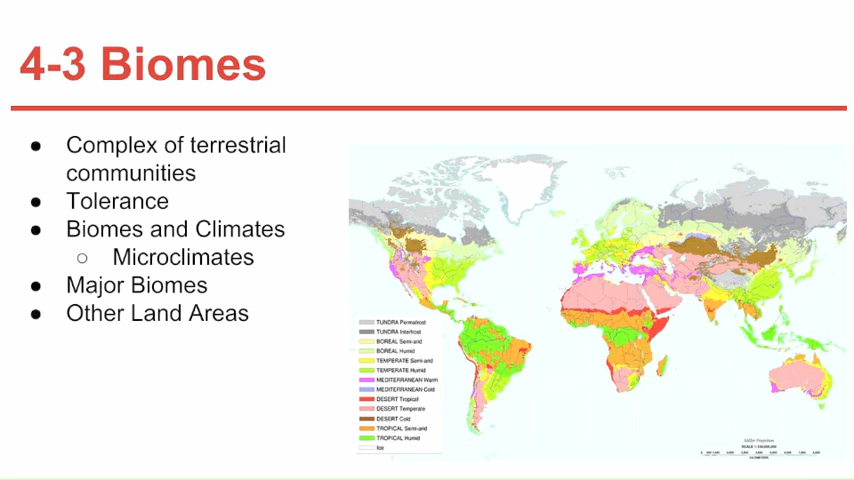 4-3 Biomes
● Complex of terrestrial
communities
● Tolerance
● Biomes and Climates
○ Microclimates
● Major Biomes
● Other Land Areas
TUNDRA Permafrost
TUNDRA Interfrost
BOREAL Semi-arid
BOREAL Humid
TEMPERATE Semi-arid
TEMPERATE Humid
MEDITERRANEAN Warm
MEDITERRANEAN Cold
DESERT Tropical
DESERT Temperate
DESERT Cold
TROPICAL Semi-arid
TROPICAL Humid
Ice
Projection
KILOMETERS